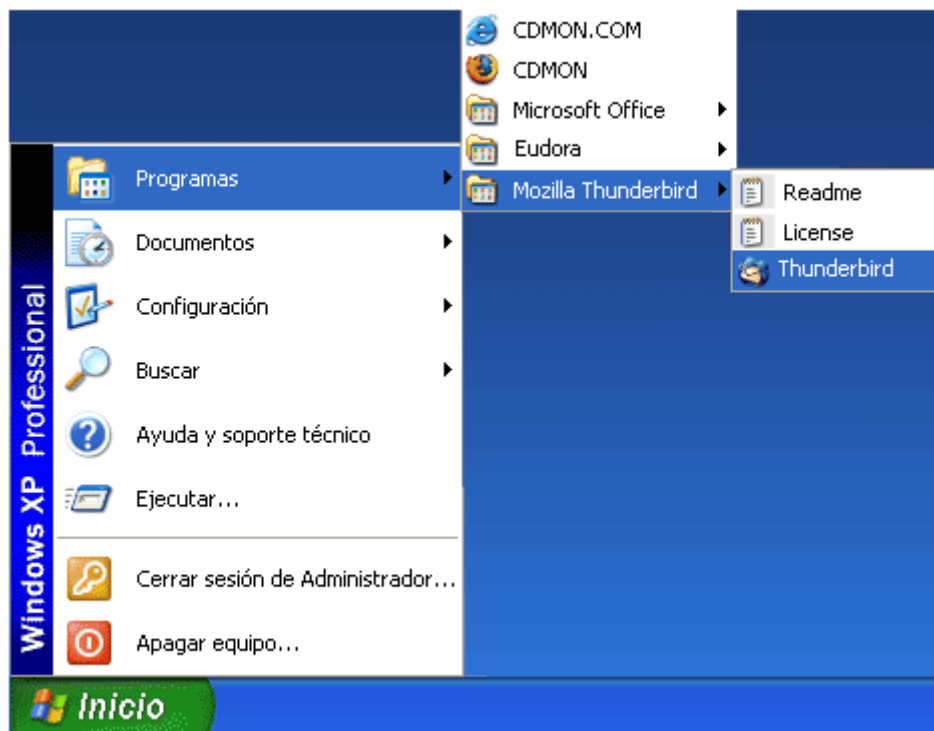 CDMON.COM
CDMON
Microsoft Office
Eudora
Mozilla Thunderbird
Readme
License
Thunderbird
Programas
Documentos
Configuración
Buscar
Ayuda y soporte técnico
Ejecutar...
Cerrar sesión de Administrador...
Apagar equipo...
Windows XP Professional
Inicio